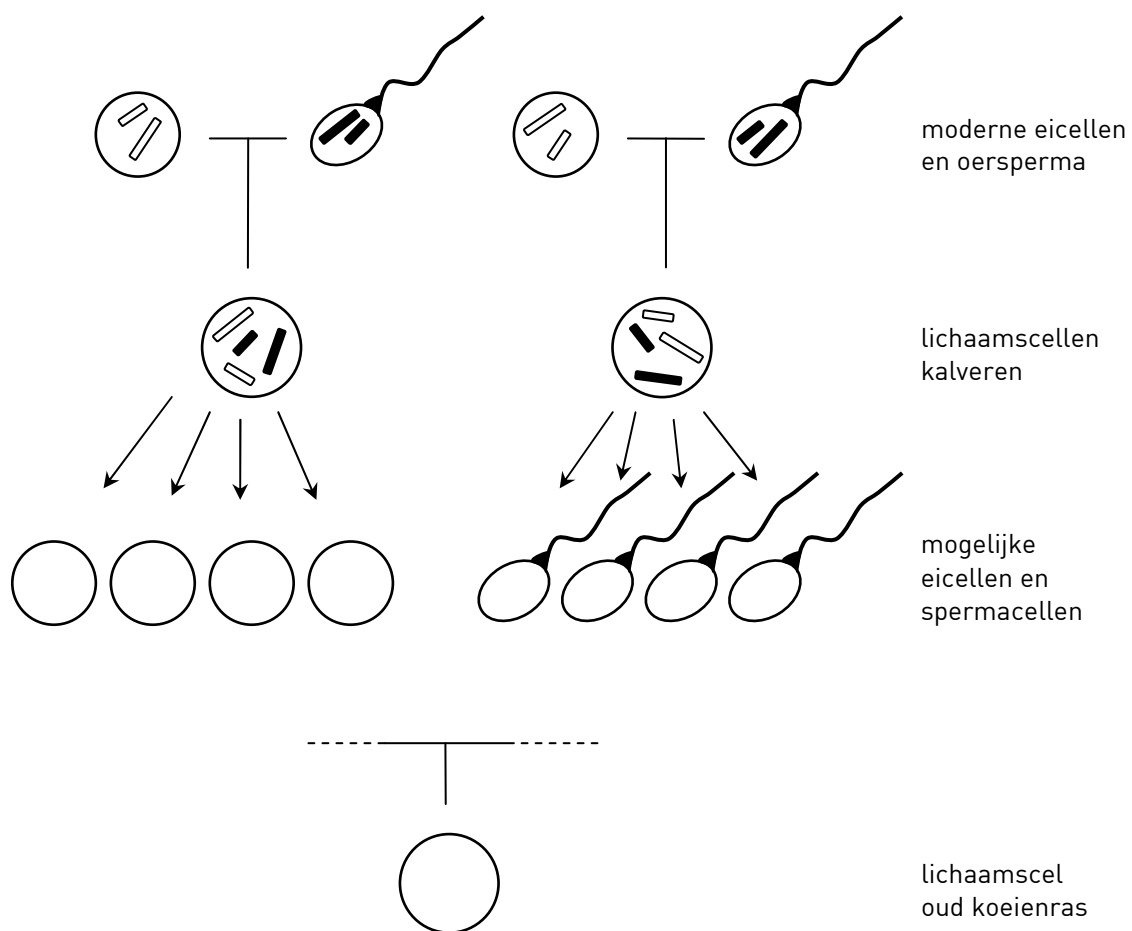 moderne eicellen
en oersperma
lichaamscellen
kalveren
mogelijke
eicellen en
spermacellen
lichaamscel
oud koeienras